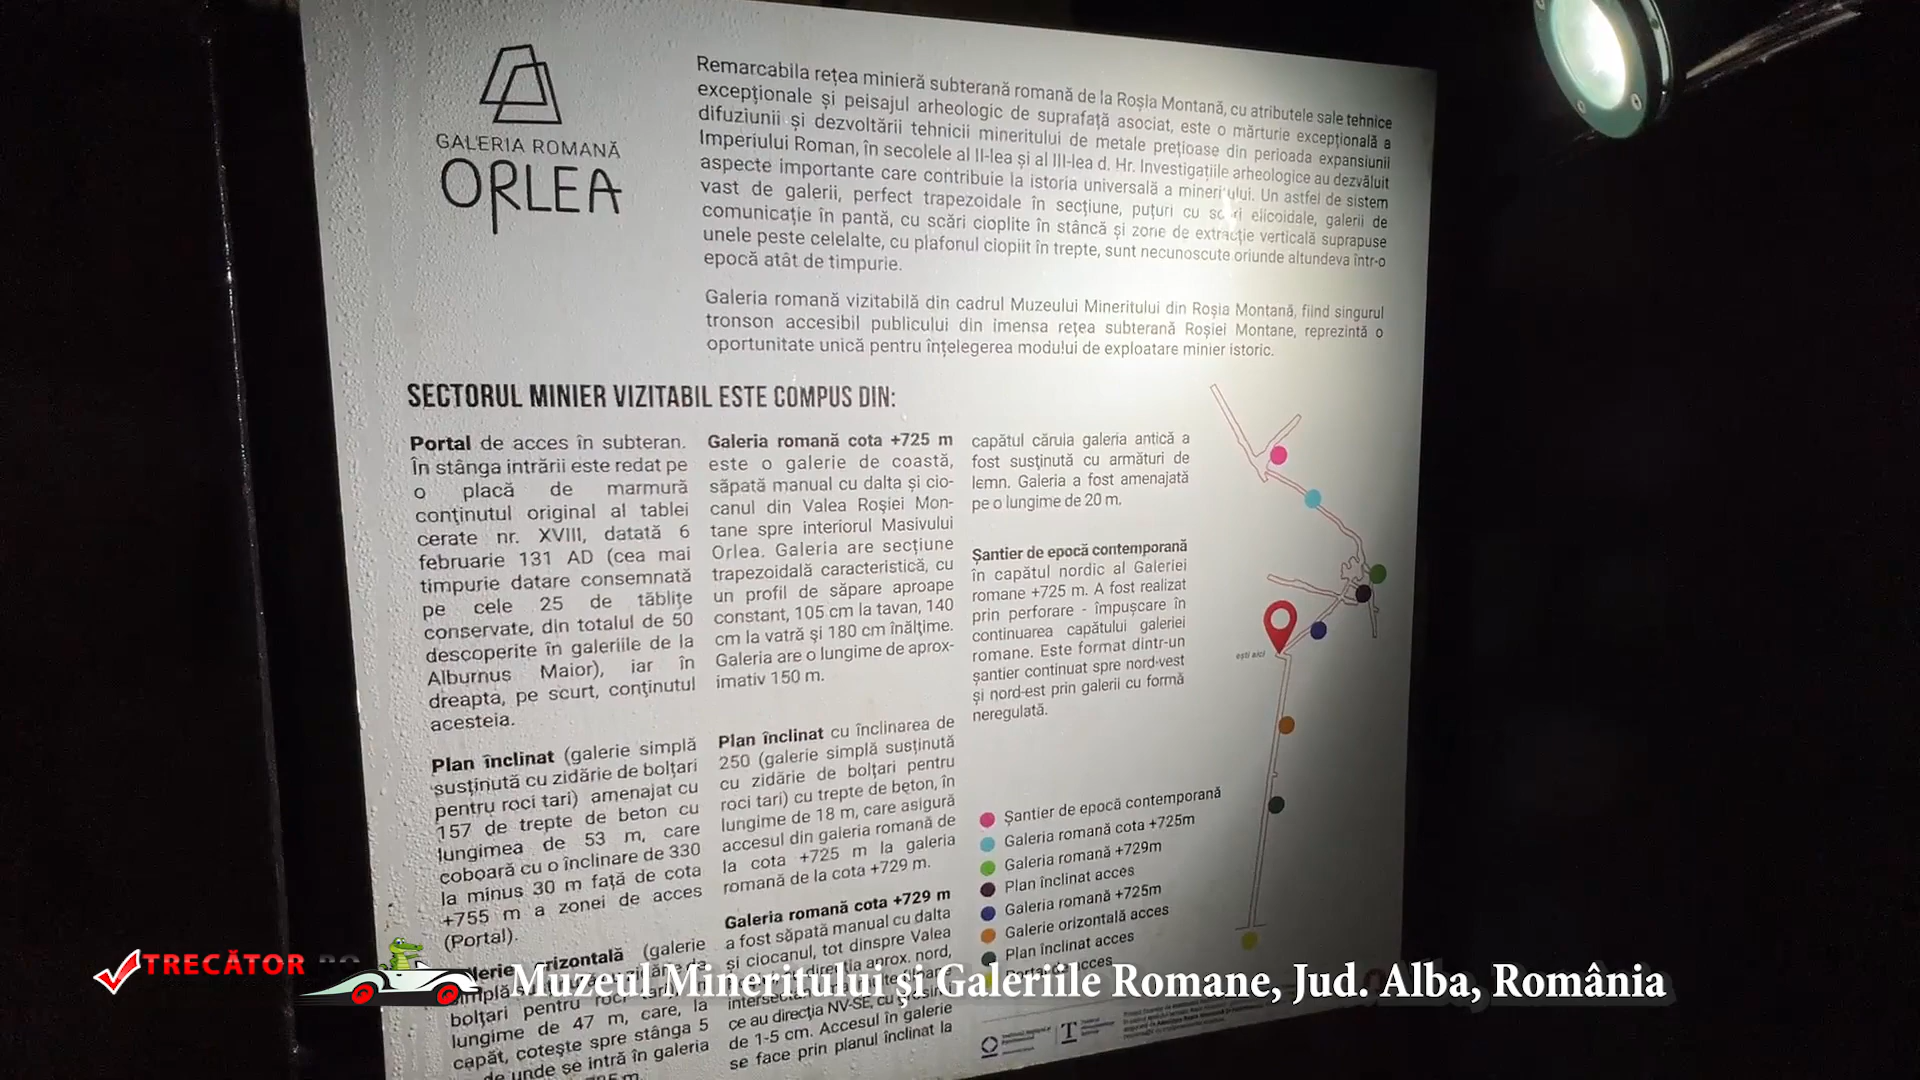 GALERIA ROMANĂ
ORLEA
Remarcabila rețea minieră subterană romană de la Roșia Montană, cu atributele sale tehnice
excepționale și peisajul arheologic de suprafață asociat, este o mărturie excepțională a
difuziunii și dezvoltării tehnicii mineritului de metale prețioase din perioada expansiunii
Imperiului Roman, în secolele al II-lea și al III-lea d. Hr. Investigațiile arheologice au dezvăluit
aspecte importante care contribuie la istoria universală a mineritului. Un astfel de sistem
vast de galerii, perfect trapezoidale în secțiune, puțuri cu scări elicoidale, galerii de
comunicație în pantă, cu scări cioplite în stâncă și zone de extracție verticală suprapuse
unele peste celelalte, cu plafonul cioplit în trepte, sunt necunoscute oriunde altundeva într-o
epocă atât de timpurie.
Galeria romană vizitabilă din cadrul Muzeului Mineritului din Roșia Montană, fiind singurul
tronson accesibil publicului din imensa rețea subterană Roșiei Montane, reprezintă o
oportunitate unică pentru înțelegerea modului de exploatare minier istoric.
SECTORUL MINIER VIZITABIL ESTE COMPUS DIN:
Portal de acces în subteran.
În stânga intrării este redat pe
o placă de marmură
conținutul original al tablei
cerate nr. XVIII, datată 6
februarie 131 AD (cea mai
timpurie datare consemnată
pe cele 25 de tăblițe
conservate, din totalul de 50
descoperite în galeriile de la
Alburnus Maior), iar în
dreapta, pe scurt, conținutul
acesteia.
Plan înclinat (galerie simplă
susținută cu zidărie de bolțari
pentru roci tari) amenajat cu
157 de trepte de beton cu
lungimea de 53 m, care
coboară cu o înclinare de 330
la minus 30 m față de cota
+755 m a zonei de acces
(Portal).
orizontală (galerie
bolțari pentru roci
lungime de 47 m, care, la
capăt, cotește spre stânga 5
de unde se intră în galeria
Galeria romană cota +725 m
este o galerie de coastă,
săpată manual cu dalta și cio-
canul din Valea Roșiei Mon-
tane spre interiorul Masivului
Orlea. Galeria are secțiune
trapezoidală caracteristică, cu
un profil de săpare aproape
constant, 105 cm la tavan, 140
cm la vatră și 180 cm înălțime.
Galeria are o lungime de aprox-
imativ 150 m.
Plan înclinat cu înclinarea de
250 (galerie simplă susținută
cu zidărie de bolțari pentru
roci tari) cu trepte de beton, în
lungime de 18 m, care asigură
accesul din galeria romană de
la cota +725 m la galeria
romană de la cota +729 m.
Galeria romană cota +729 m
a fost săpată manual cu dalta
și ciocanul, tot dinspre Valea
aprox. nord,
ce au direcția NV-SE, cu
de 1-5 cm. Accesul în galerie
se face prin planul înclinat la
capătul căruia galeria antică a
fost susținută cu armături de
lemn. Galeria a fost amenajată
pe o lungime de 20 m.
Șantier de epocă contemporană
în capătul nordic al Galeriei
romane +725 m. A fost realizat
prin perforare - împușcare în
continuarea capătului galeriei
romane. Este format dintr-un
șantier continuat spre nord-vest
și nord-est prin galerii cu formă
neregulată.
ești aici
Șantier de epocă contemporană
Galeria romană cota +725m
Galeria romană +729m
Plan înclinat acces
Galeria romană +725m
Galerie orizontală acces
Plan înclinat acces
acces
TRECĂTOR
Muzeul Mineritului și Galeriile Romane, Jud. Alba, România